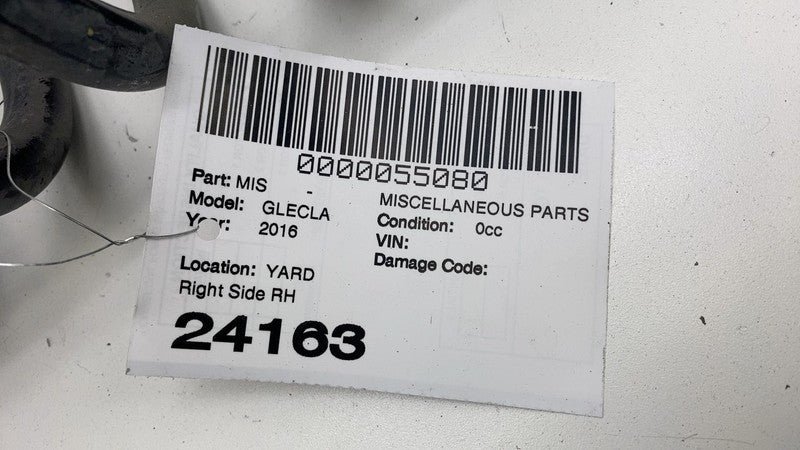 0000055080
Part: MIS - MISCELLANEOUS PARTS
Model: GLECLA Condition: 0cc
Year: 2016 VIN:
Damage Code:
Location: YARD
Right Side RH
24163